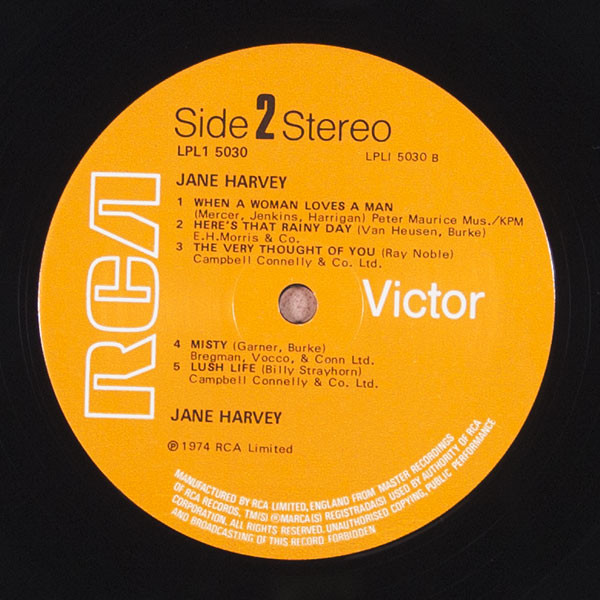 Side 2 Stereo
LPL1 5030
LPLI 5030 B
JANE HARVEY
1 WHEN A WOMAN LOVES A MAN
(Mercer, Jenkins, Harrigan) Peter Maurice Mus./KPM
2 HERE'S THAT RAINY DAY (Van Heusen, Burke)
E.H.Morris & Co.
3 THE VERY THOUGHT OF YOU (Ray Noble)
Campbell Connelly & Co. Ltd.
RCA
Victor
4 MISTY (Garner, Burke)
Bregman, Vocco, & Conn Ltd.
5 LUSH LIFE (Billy Strayhorn)
Campbell Connelly & Co. Ltd.
JANE HARVEY
℗ 1974 RCA Limited
MANUFACTURED BY RCA LIMITED, ENGLAND FROM MASTER RECORDINGS
OF RCA RECORDS. TM(S) ® MARCA(S) REGISTRADA(S) USED BY AUTHORITY OF RCA
CORPORATION. ALL RIGHTS RESERVED. UNAUTHORISED COPYING, PUBLIC PERFORMANCE
AND BROADCASTING OF THIS RECORD FORBIDDEN